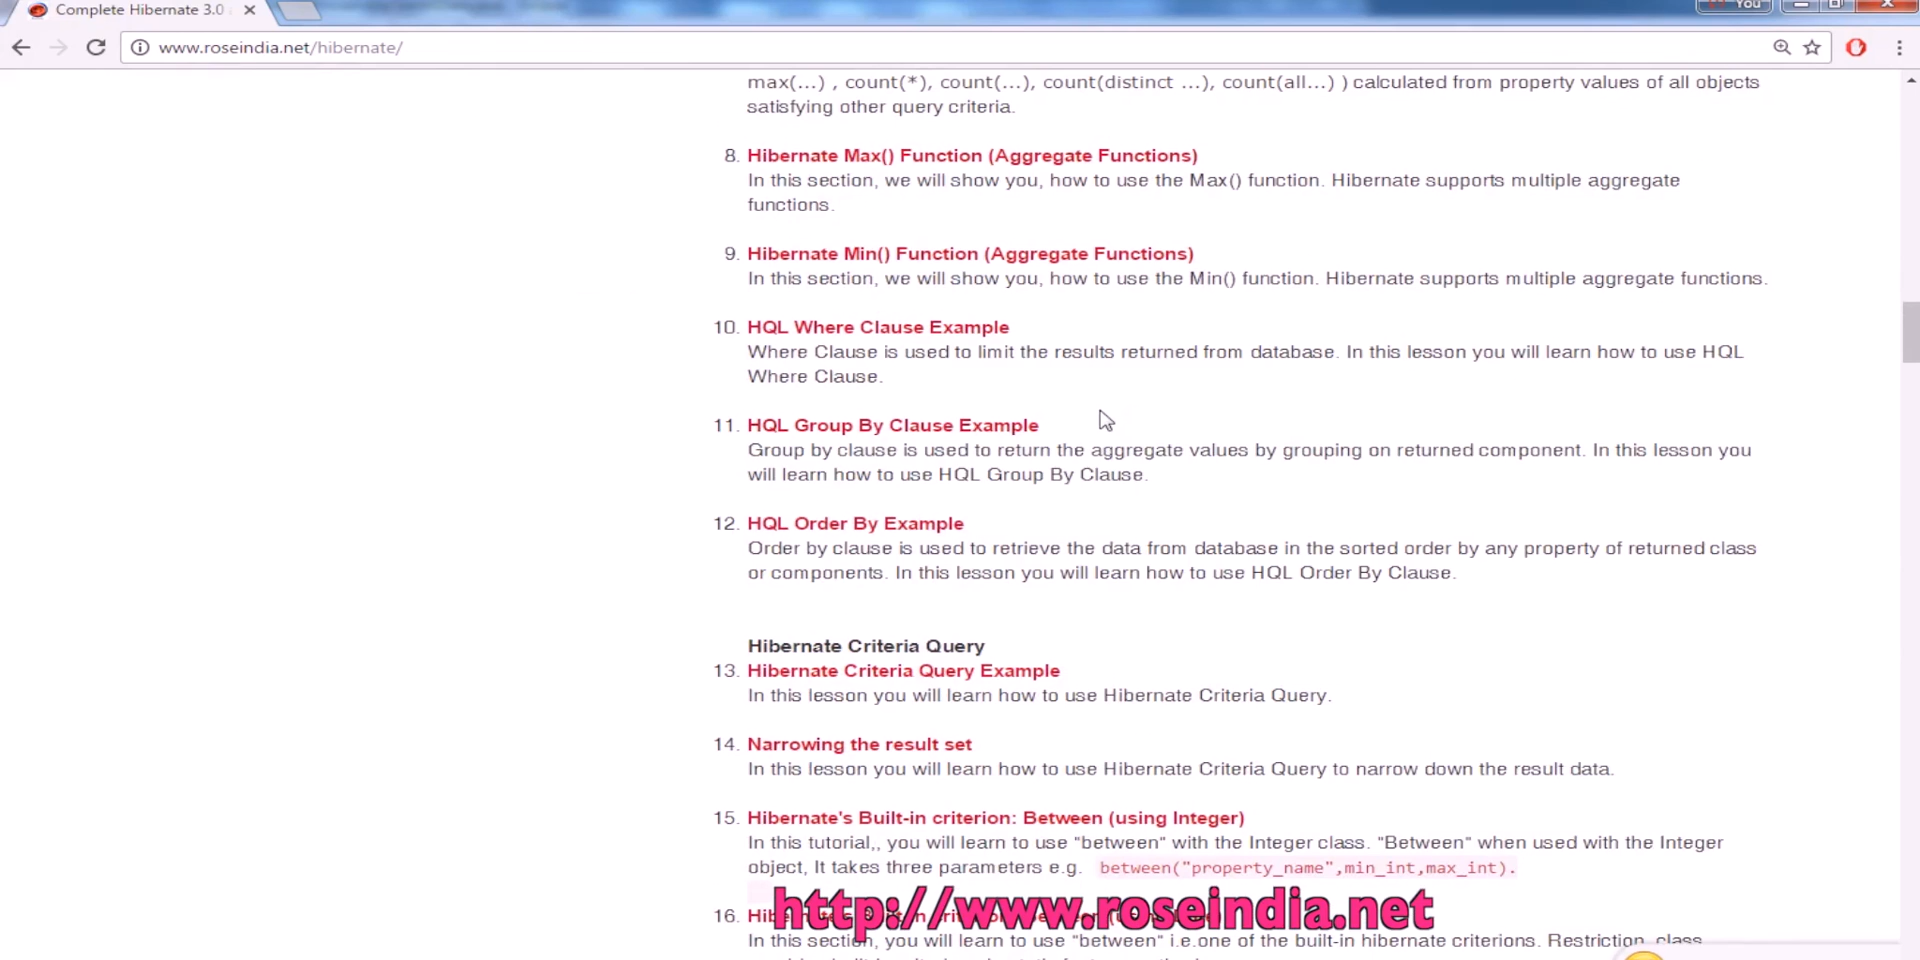 Complete Hibernate 3.0
You
www.roseindia.net/hibernate/
max(...) , count(*), count(...), count(distinct ...), count(all...) ) calculated from property values of all objects
satisfying other query criteria.
8. Hibernate Max() Function (Aggregate Functions)
In this section, we will show you, how to use the Max() function. Hibernate supports multiple aggregate
functions.
9. Hibernate Min() Function (Aggregate Functions)
In this section, we will show you, how to use the Min() function. Hibernate supports multiple aggregate functions.
10. HQL Where Clause Example
Where Clause is used to limit the results returned from database. In this lesson you will learn how to use HQL
Where Clause.
11. HQL Group By Clause Example
Group by clause is used to return the aggregate values by grouping on returned component. In this lesson you
will learn how to use HQL Group By Clause.
12. HQL Order By Example
Order by clause is used to retrieve the data from database in the sorted order by any property of returned class
or components. In this lesson you will learn how to use HQL Order By Clause.
Hibernate Criteria Query
13. Hibernate Criteria Query Example
In this lesson you will learn how to use Hibernate Criteria Query.
14. Narrowing the result set
In this lesson you will learn how to use Hibernate Criteria Query to narrow down the result data.
15. Hibernate's Built-in criterion: Between (using Integer)
In this tutorial,, you will learn to use "between" with the Integer class. "Between" when used with the Integer
object, It takes three parameters e.g. between("property_name",min_int,max_int).
http://www.roseindia.net
16.
In this section, you will learn to use "between" i.e.one of the built-in hibernate criterions. Restriction class